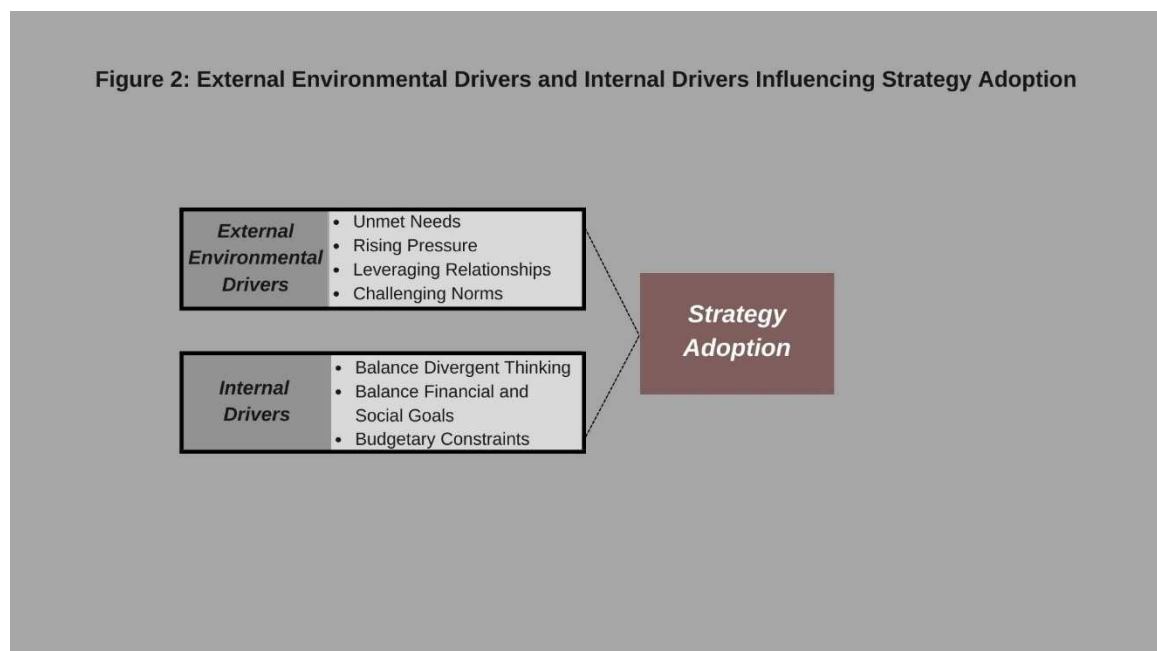 Figure 2: External Environmental Drivers and Internal Drivers Influencing Strategy Adoption
External
Environmental
Drivers
• Unmet Needs
• Rising Pressure
• Leveraging Relationships
• Challenging Norms
Internal
Drivers
• Balance Divergent Thinking
• Balance Financial and
Social Goals
• Budgetary Constraints
Strategy
Adoption